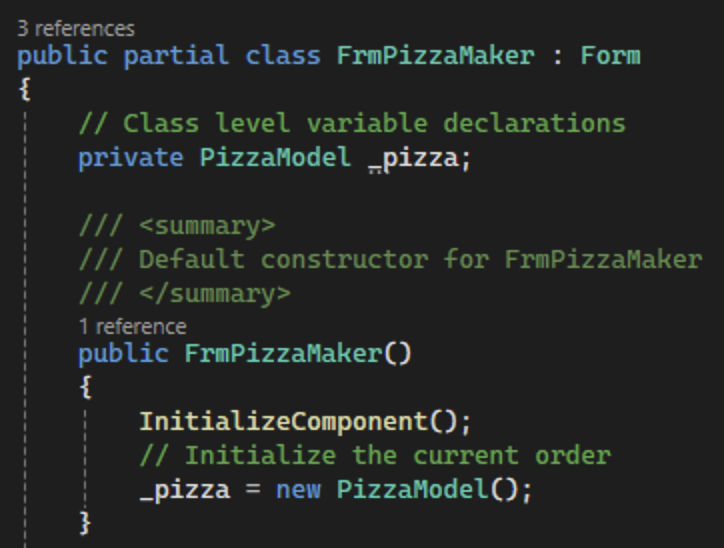 3 references
public partial class FrmPizzaMaker : Form
{
// Class level variable declarations
private PizzaModel _pizza;
/// <summary>
/// Default constructor for FrmPizzaMaker
/// </summary>
1 reference
public FrmPizzaMaker()
{
InitializeComponent();
// Initialize the current order
_pizza = new PizzaModel();
}